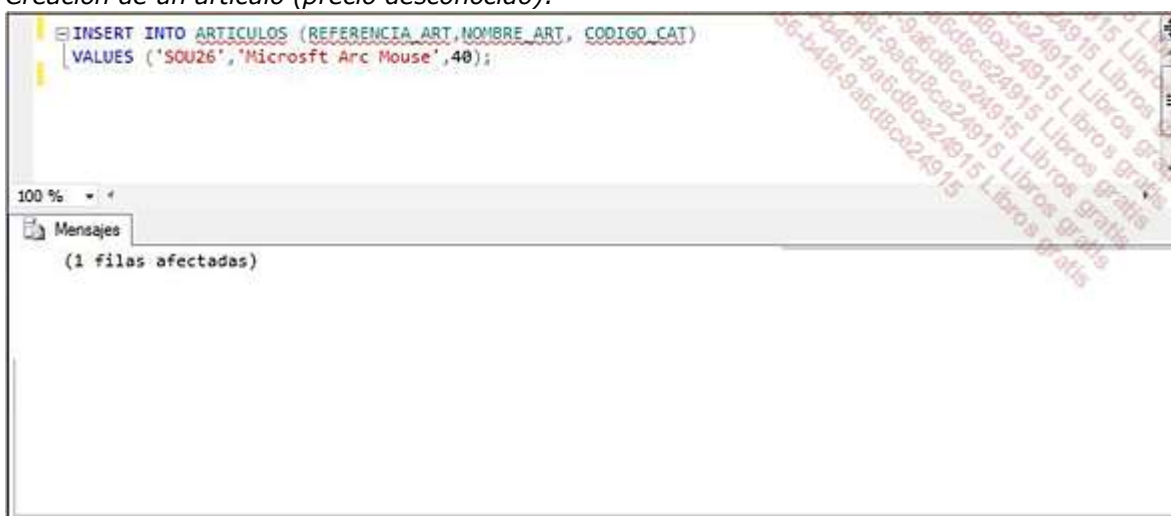 Creación de un artículo (precio desconocido):
INSERT INTO ARTICULOS (REFERENCIA_ART,NOMBRE_ART, CODIGO_CAT)
VALUES ('SOU26','Microsft Arc Mouse',40);
100 %
Mensajes
(1 filas afectadas)